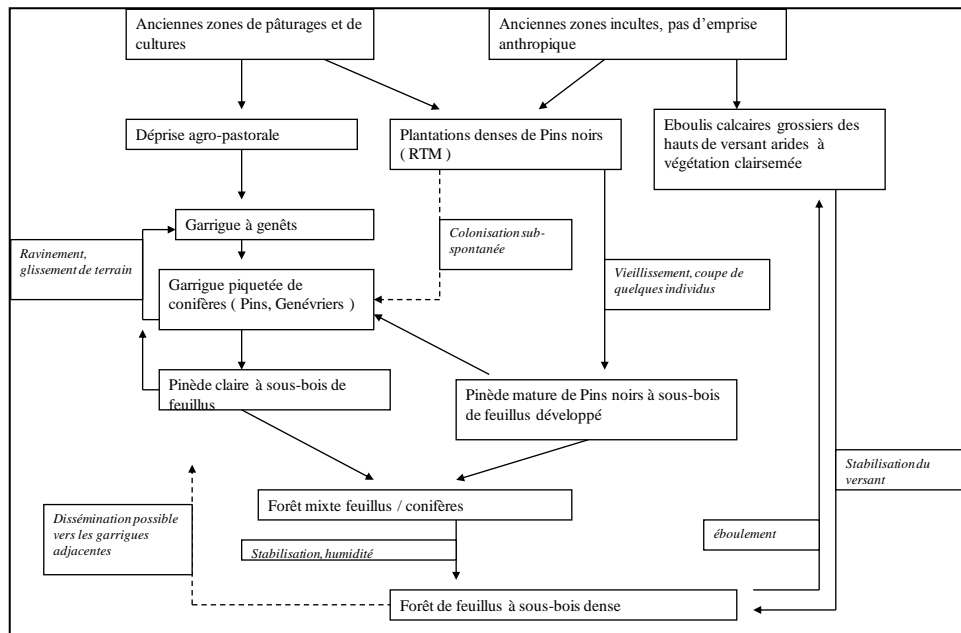 Anciennes zones de pâturages et de
cultures
Anciennes zones incultes, pas d'emprise
anthropique
Déprise agro-pastorale
Plantations denses de Pins noirs
( RTM )
Eboulis calcaires grossiers des
hauts de versant arides à
végétation clairsemée
Garrigue à genêts
Ravinement,
glissement de terrain
Colonisation sub-
spontanée
Garrigue piquetée de
conifères ( Pins, Genévriers )
Vieillissement, coupe de
quelques individus
Pinède claire à sous-bois de
feuillus
Pinède mature de Pins noirs à sous-bois
de feuillus développé
Stabilisation du
versant
Forêt mixte feuillus / conifères
Dissémination possible
vers les garrigues
adjacentes
éboulement
Stabilisation, humidité
Forêt de feuillus à sous-bois dense